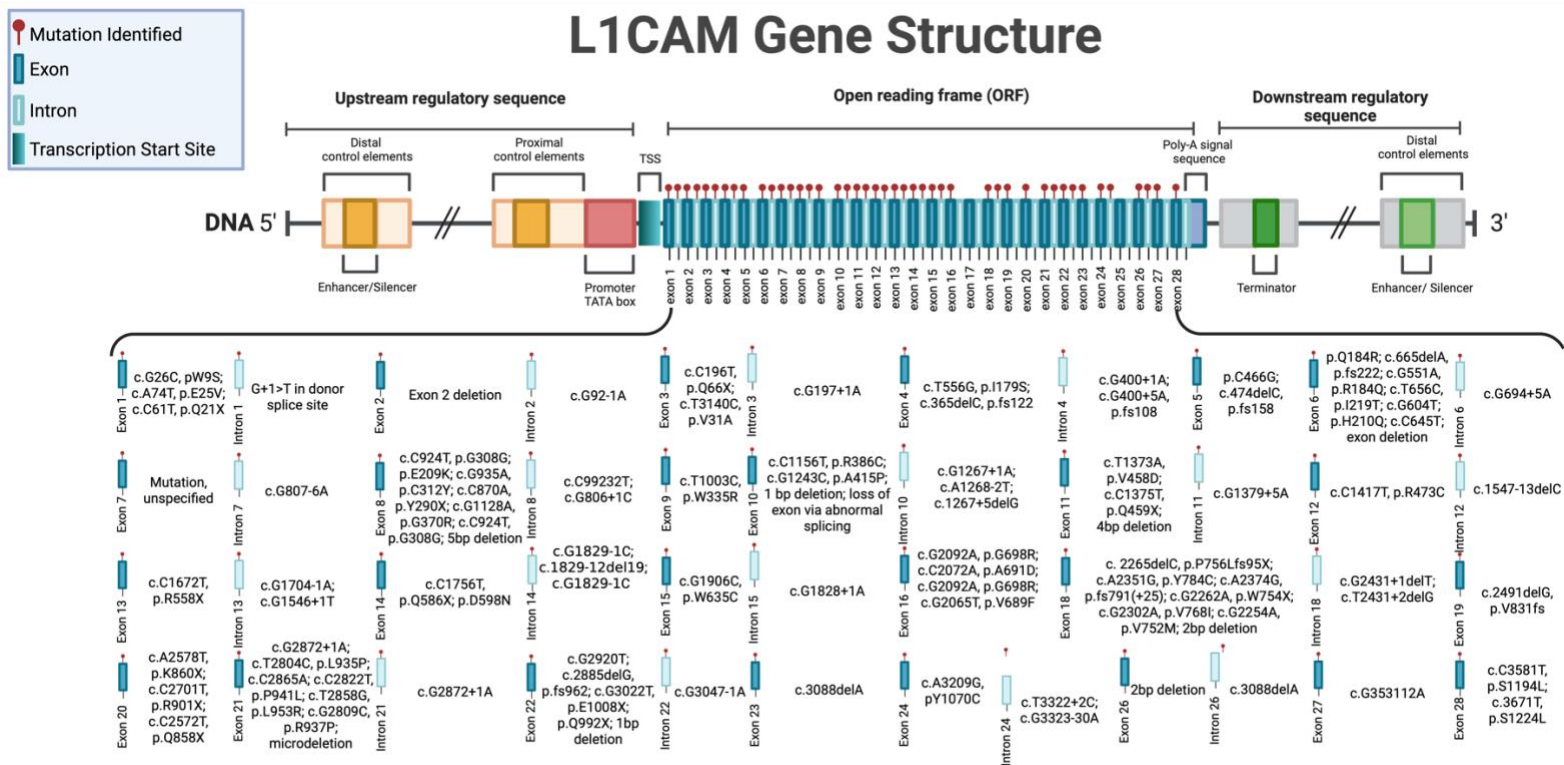 L1CAM Gene Structure
Mutation Identified
Exon
Intron
Transcription Start Site
Upstream regulatory sequence
Open reading frame (ORF)
Downstream regulatory
sequence
Distal
control elements
Proximal
control elements
TSS
Poly-A signal
sequence
Distal
control elements
DNA 5'
3'
Enhancer/Silencer
Promoter
TATA box
exon 1
exon 2
exon 3
exon 4
exon 5
exon 6
exon 7
exon 8
exon 9
exon 10
exon 11
exon 12
exon 13
exon 14
exon 15
exon 16
exon 17
exon 18
exon 19
exon 20
exon 21
exon 22
exon 23
exon 24
exon 25
exon 26
exon 27
exon 28
Terminator
Enhancer/ Silencer
Exon 1
c.G26C, pW9S;
c.A74T, p.E25V;
c.C61T, p.Q21X
Intron 1
G+1>T in donor
splice site
Exon 2
Exon 2 deletion
Intron 2
c.G92-1A
Exon 3
c.C196T,
p.Q66X;
c.T3140C,
p.V31A
Intron 3
c.G197+1A
Exon 4
c.T556G, p.I179S;
c.365delC, p.fs122
Intron 4
c.G400+1A;
c.G400+5A,
p.fs108
Exon 5
p.C466G;
c.474delC,
p.fs158
Exon 6
p.Q184R; c.665delA,
p.fs222; c.G551A,
p.R184Q; c.T656C,
p.I219T; c.G604T;
p.H210Q; c.C645T;
exon deletion
Intron 6
c.G694+5A
Exon 7
Mutation,
unspecified
Intron 7
c.G807-6A
Exon 8
c.C924T, p.G308G;
p.E209K; c.G935A,
p.C312Y; c.C870A,
p.Y290X; c.G1128A,
p.G370R; c.C924T,
p.G308G; 5bp deletion
Intron 8
c.C99232T;
c.G806+1C
Exon 9
c.T1003C,
p.W335R
Exon 10
c.C1156T, p.R386C;
c.G1243C, p.A415P;
1 bp deletion; loss of
exon via abnormal
splicing
Intron 10
c.G1267+1A;
c.A1268-2T;
c.1267+5delG
Exon 11
c.T1373A,
p.V458D;
c.C1375T,
p.Q459X;
4bp deletion
Intron 11
c.G1379+5A
Exon 12
c.C1417T, p.R473C
Intron 12
c.1547-13delC
Exon 13
c.C1672T,
p.R558X
Intron 13
c.G1704-1A;
c.G1546+1T
Exon 14
c.C1756T,
p.Q586X; p.D598N
Intron 14
c.G1829-1C;
c.1829-12del19;
c.G1829-1C
Exon 15
c.G1906C,
p.W635C
Intron 15
c.G1828+1A
Exon 16
c.G2092A, p.G698R;
c.C2072A, p.A691D;
c.G2092A, p.G698R;
c.G2065T, p.V689F
Exon 18
c. 2265delC, p.P756Lfs95X;
c.A2351G, p.Y784C; c.A2374G,
p.fs791(+25); c.G2262A, p.W754X;
c.G2302A, p.V768I; c.G2254A,
p.V752M; 2bp deletion
Intron 18
c.G2431+1delT;
c.T2431+2delG
Exon 19
c.2491delG,
p.V831fs
Exon 20
c.A2578T,
p.K860X;
c.C2701T,
p.R901X;
c.C2572T,
p.Q858X
Exon 21
c.G2872+1A;
c.T2804C, p.L935P;
c.C2865A; c.C2822T,
p.P941L; c.T2858G,
p.L953R; c.G2809C,
p.R937P;
microdeletion
Intron 21
c.G2872+1A
Exon 22
c.G2920T;
c.2885delG,
p.fs962; c.G3022T,
p.E1008X;
p.Q992X; 1bp
deletion
Intron 22
c.G3047-1A
Exon 23
c.3088delA
Exon 24
c.A3209G,
pY1070C
Intron 24
c.T3322+2C;
c.G3323-30A
Exon 26
2bp deletion
Intron 26
c.3088delA
Exon 27
c.G353112A
Exon 28
c.C3581T,
p.S1194L;
c.3671T,
p.S1224L